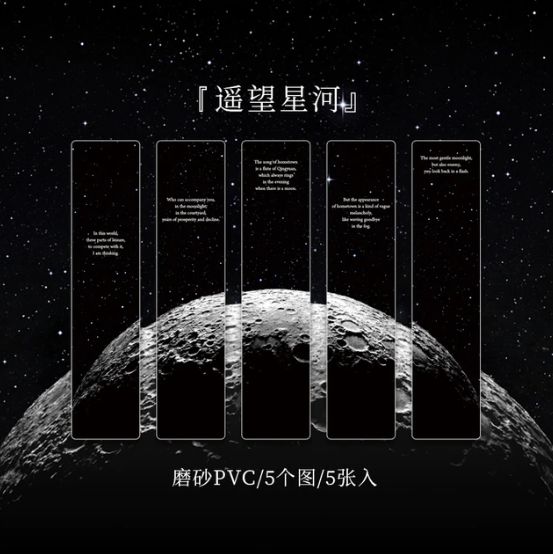 『遥望星河』
In this world,
three parts of leisure,
to compete with it,
I am thinking
Who can accompany you,
in the moonlight;
in the courtyard,
years of prosperity and decline.
The song of hometown
is a flute of Qingyuan,
which always rings
in the evening
when there is a moon.
But the appearance
of hometown is a kind of vague
melancholy,
like waving goodbye
in the fog.
The most gentle moonlight,
but also enemy,
you look back in a flash.
磨砂PVC/5个图/5张入